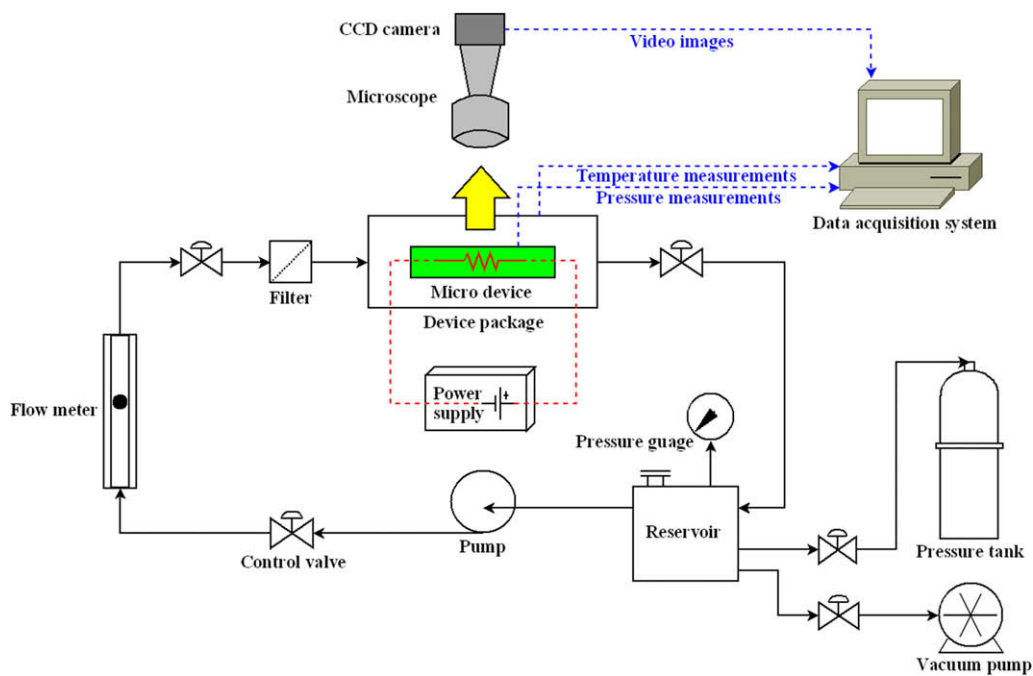 CCD camera
Video images
Microscope
Temperature measurements
Pressure measurements
Data acquisition system
Filter
Micro device
Device package
Flow meter
Power
supply
+
Pressure guage
Reservoir
Pump
Control valve
Pressure tank
Vacuum pump